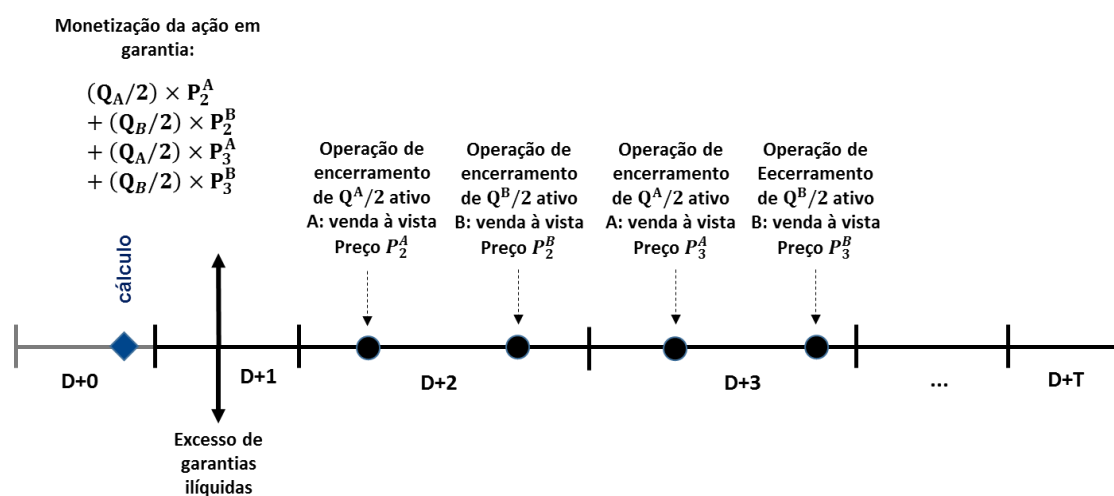 Monetização da ação em
garantia:
(Q_A/2) × P_2^A
+ (Q_B/2) × P_2^B
+ (Q_A/2) × P_3^A
+ (Q_B/2) × P_3^B
Operação de
encerramento
de Q^A/2 ativo
A: venda à vista
Preço P_2^A
Operação de
encerramento
de Q^B/2 ativo
B: venda à vista
Preço P_2^B
Operação de
encerramento
de Q^A/2 ativo
A: venda à vista
Preço P_3^A
Operação de
Eecerramento
de Q^B/2 ativo
B: venda à vista
Preço P_3^B
cálculo
D+0
D+1
D+2
D+3
...
D+T
Excesso de
garantias
ilíquidas